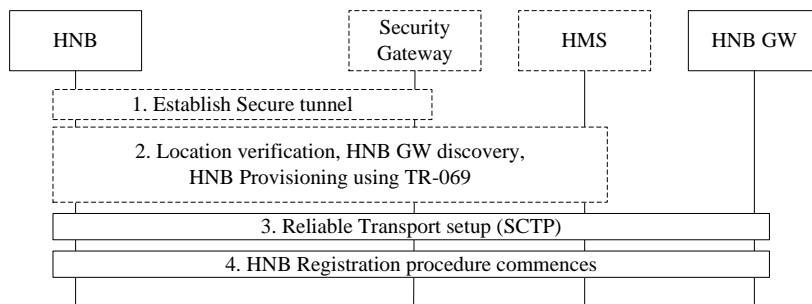 HNB
Security
Gateway
HMS
HNB GW
1. Establish Secure tunnel
2. Location verification, HNB GW discovery,
HNB Provisioning using TR-069
3. Reliable Transport setup (SCTP)
4. HNB Registration procedure commences